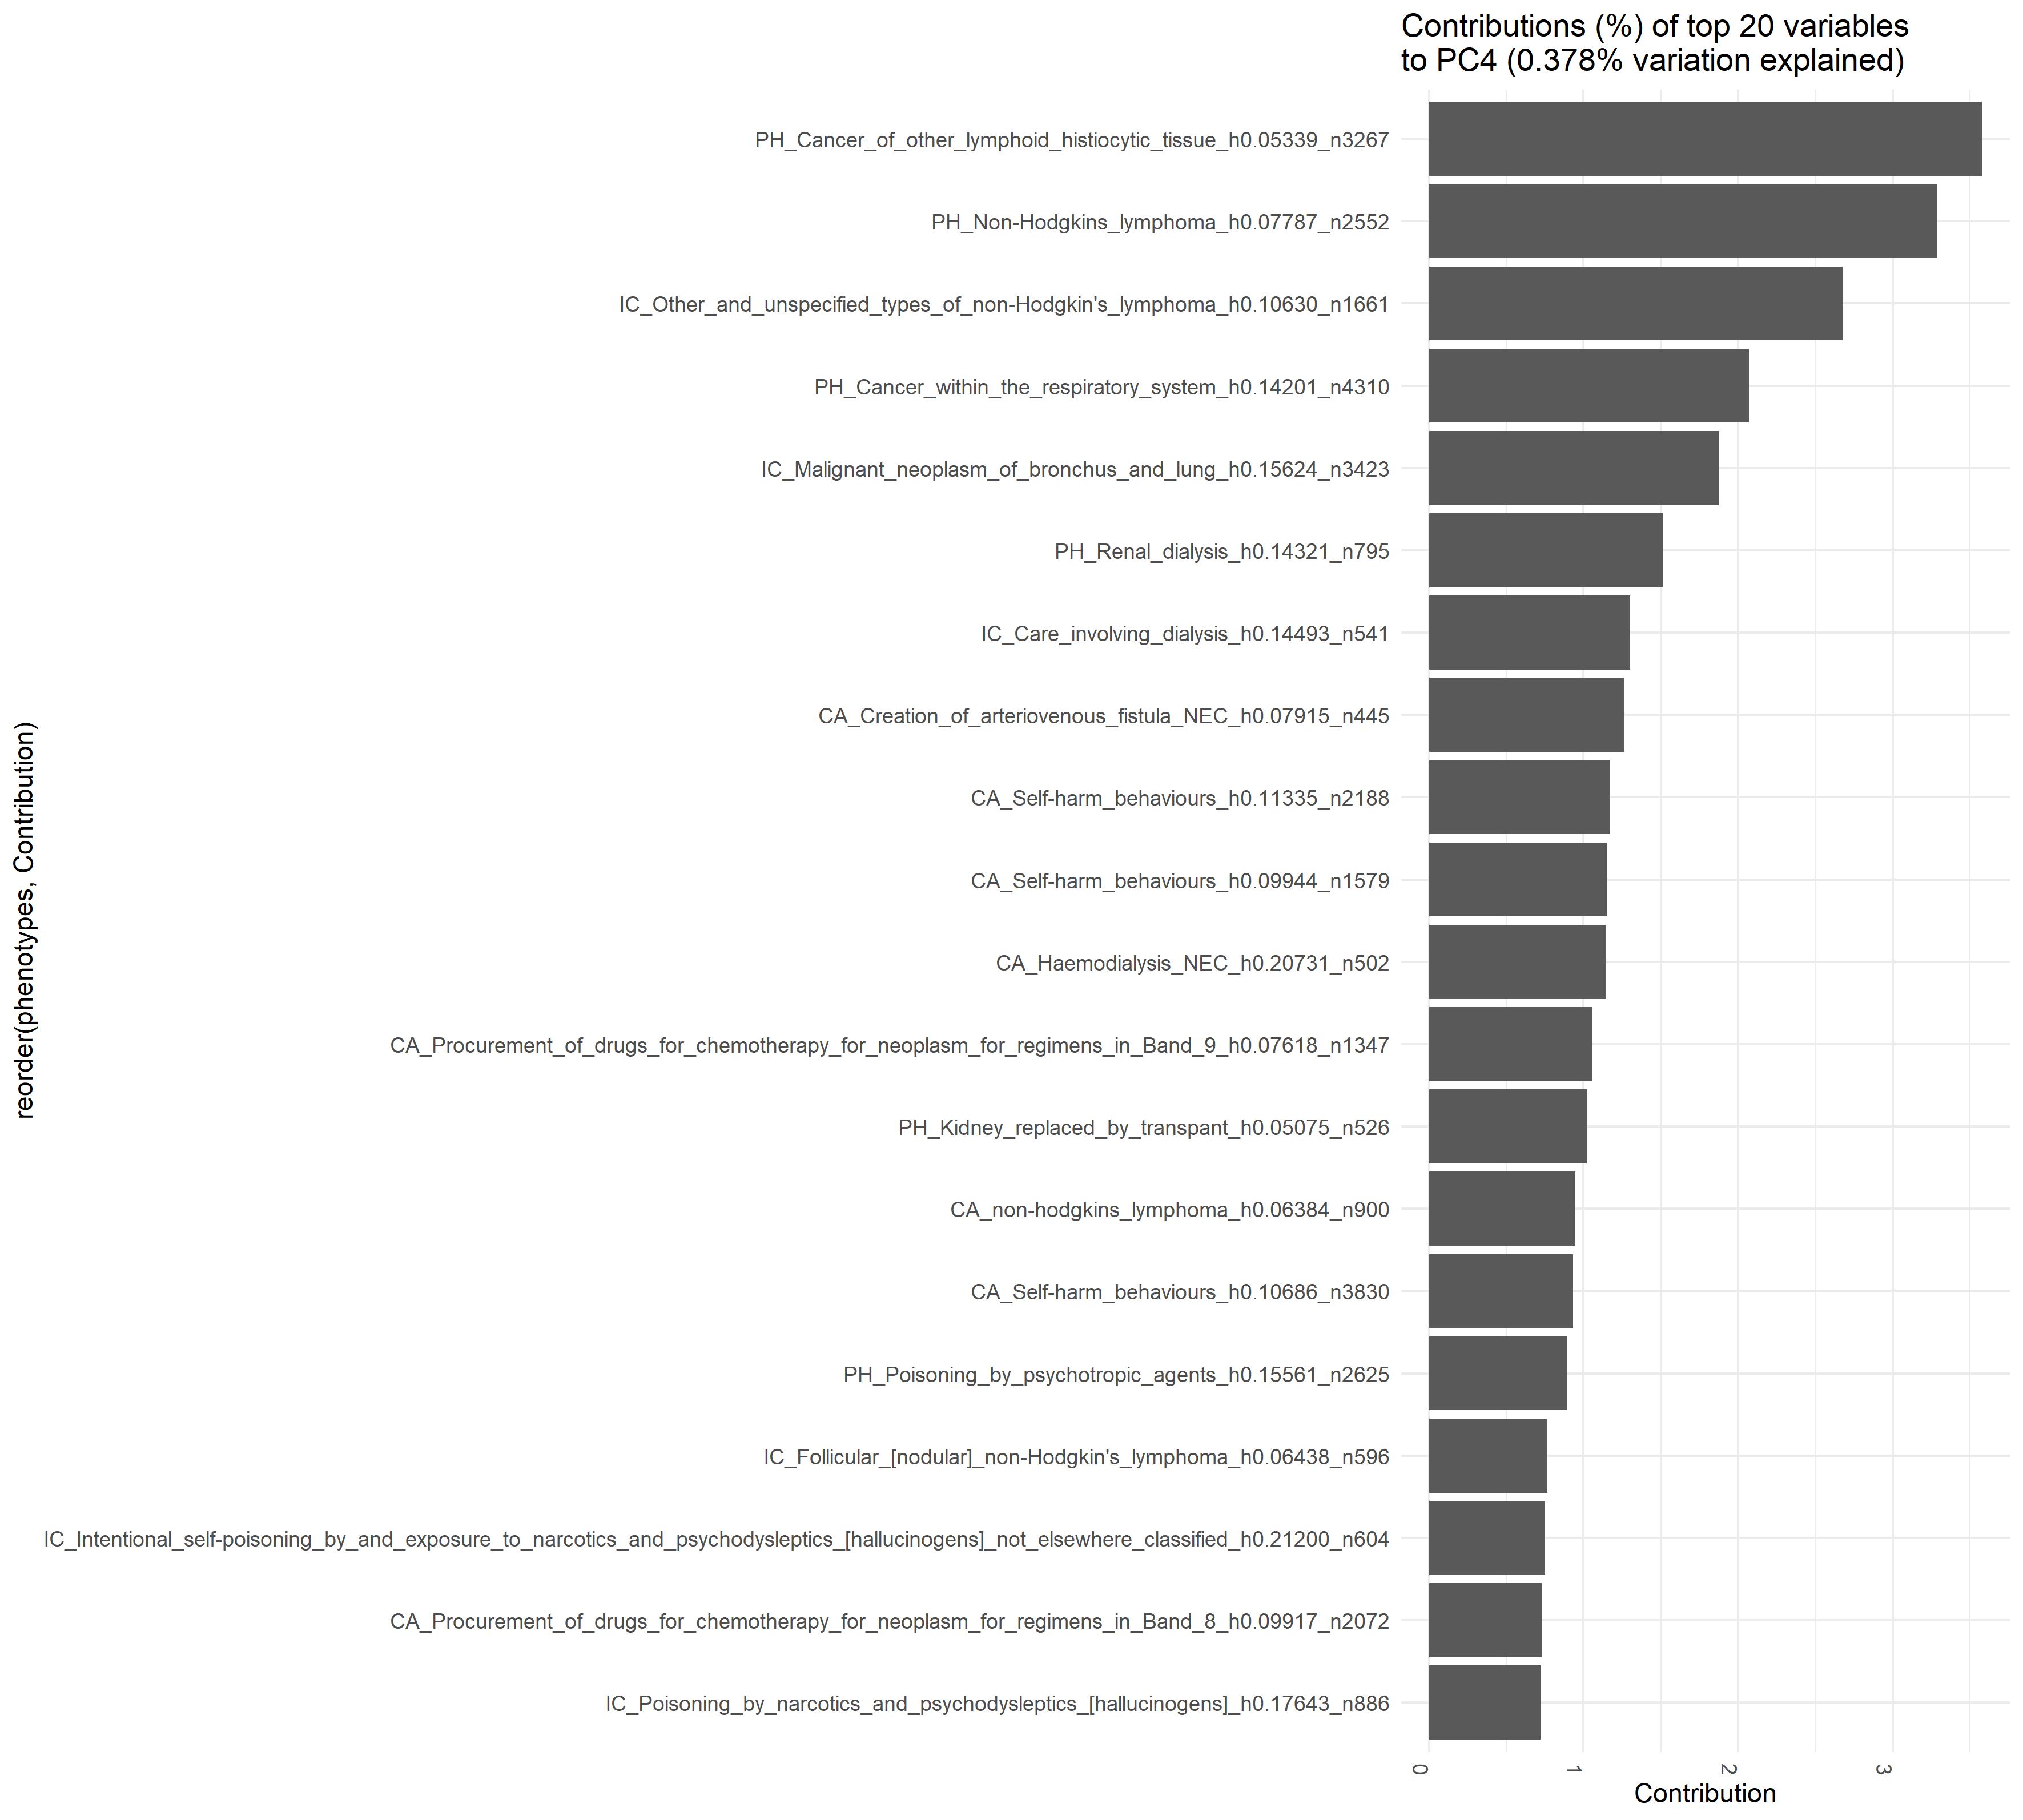 Contributions (%) of top 20 variables
to PC4 (0.378% variation explained)
PH_Cancer_of_other_lymphoid_histiocytic_tissue_h0.05339_n3267
PH_Non-Hodgkins_lymphoma_h0.07787_n2552
IC_Other_and_unspecified_types_of_non-Hodgkin's_lymphoma_h0.10630_n1661
PH_Cancer_within_the_respiratory_system_h0.14201_n4310
IC_Malignant_neoplasm_of_bronchus_and_lung_h0.15624_n3423
PH_Renal_dialysis_h0.14321_n795
IC_Care_involving_dialysis_h0.14493_n541
CA_Creation_of_arteriovenous_fistula_NEC_h0.07915_n445
CA_Self-harm_behaviours_h0.11335_n2188
CA_Self-harm_behaviours_h0.09944_n1579
CA_Haemodialysis_NEC_h0.20731_n502
CA_Procurement_of_drugs_for_chemotherapy_for_neoplasm_for_regimens_in_Band_9_h0.07618_n1347
PH_Kidney_replaced_by_transpant_h0.05075_n526
CA_non-hodgkins_lymphoma_h0.06384_n900
CA_Self-harm_behaviours_h0.10686_n3830
PH_Poisoning_by_psychotropic_agents_h0.15561_n2625
IC_Follicular_[nodular]_non-Hodgkin's_lymphoma_h0.06438_n596
IC_Intentional_self-poisoning_by_and_exposure_to_narcotics_and_psychodysleptics_[hallucinogens]_not_elsewhere_classified_h0.21200_n604
CA_Procurement_of_drugs_for_chemotherapy_for_neoplasm_for_regimens_in_Band_8_h0.09917_n2072
IC_Poisoning_by_narcotics_and_psychodysleptics_[hallucinogens]_h0.17643_n886
reorder(phenotypes, Contribution)
0 1 2 3
Contribution